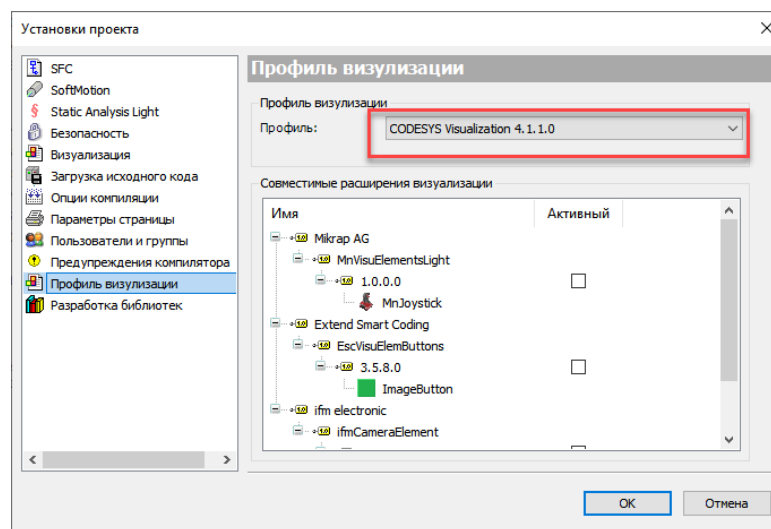 Установки проекта
SFC
SoftMotion
Static Analysis Light
Безопасность
Визуализация
Загрузка исходного кода
Опции компиляции
Параметры страницы
Пользователи и группы
Предупреждения компилятора
Профиль визулизации
Разработка библиотек
Профиль визулизации
Профиль визулизации
Профиль:
CODESYS Visualization 4.1.1.0
Совместимые расширения визуализации
Имя
Активный
Mikrap AG
MnVisuElementsLight
1.0.0.0
MnJoystick
Extend Smart Coding
EscVisuElemButtons
3.5.8.0
ImageButton
ifm electronic
ifmCameraElement
OK
Отмена